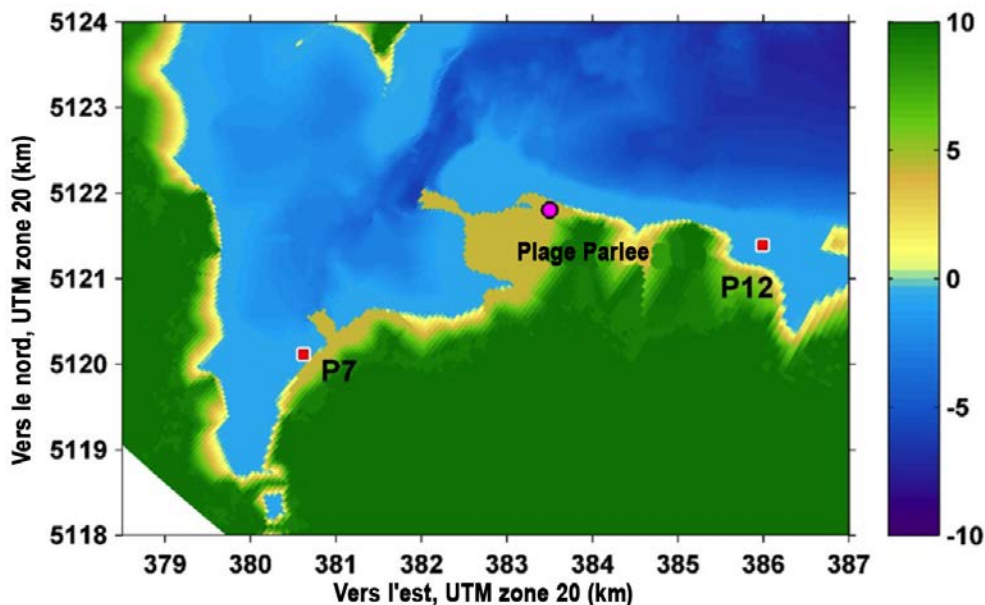 5124
5123
5122
5121
5120
5119
5118
Vers le nord, UTM zone 20 (km)
Plage Parlee
P12
P7
379 380 381 382 383 384 385 386 387
Vers l'est, UTM zone 20 (km)
10
5
0
-5
-10